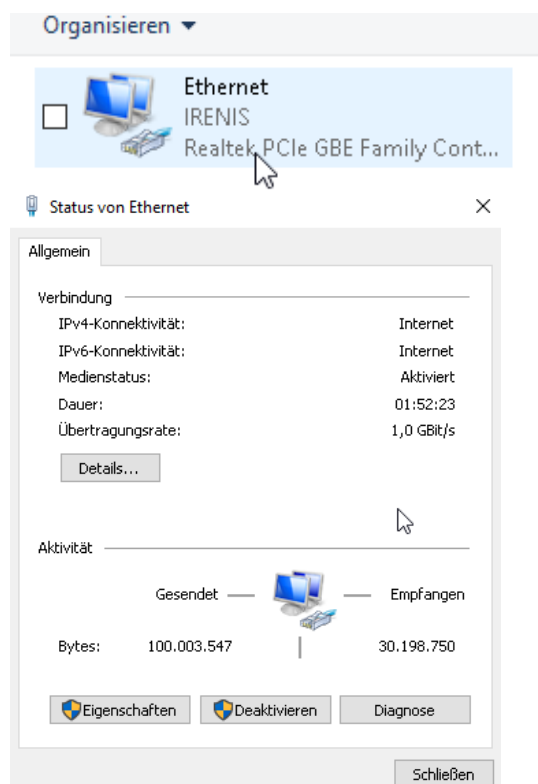 Organisieren
Ethernet
IRENIS
Realtek PCIe GBE Family Cont...
Status von Ethernet
Allgemein
Verbindung
IPv4-Konnektivität: Internet
IPv6-Konnektivität: Internet
Medienstatus: Aktiviert
Dauer: 01:52:23
Übertragungsrate: 1,0 GBit/s
Details...
Aktivität
Gesendet Empfangen
Bytes: 100.003.547 30.198.750
Eigenschaften Deaktivieren Diagnose
Schließen